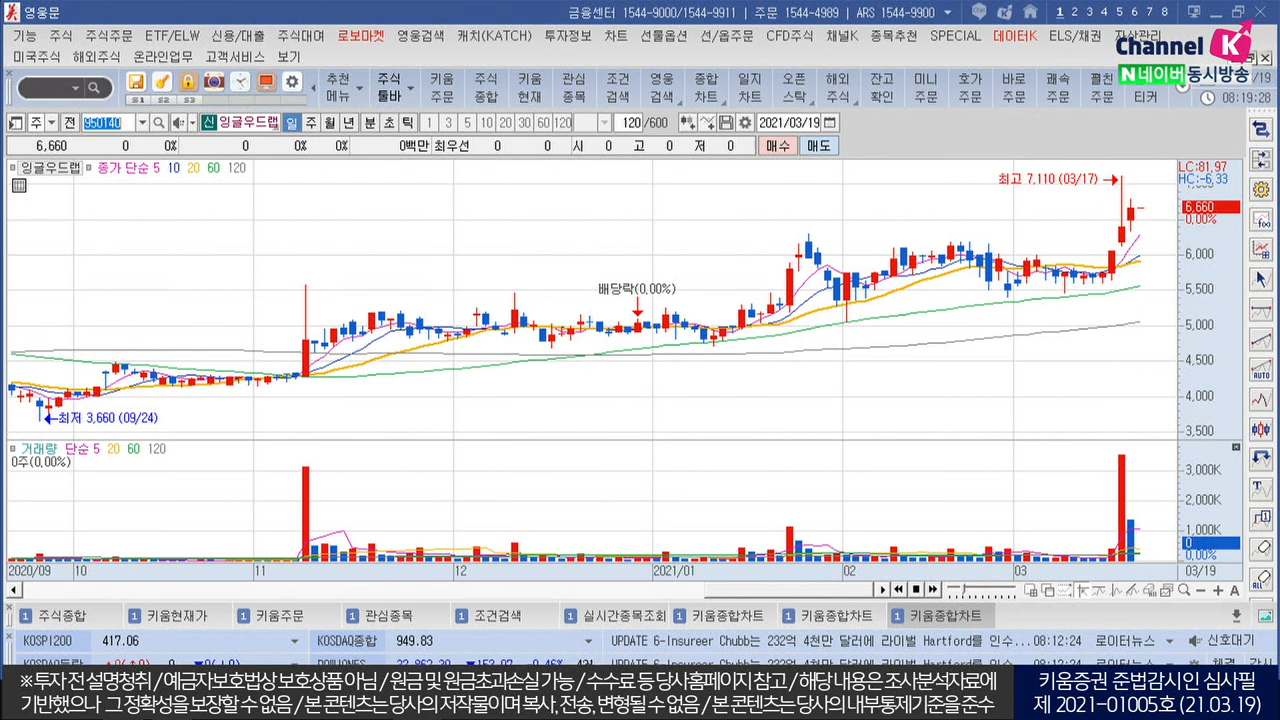 영웅문
금융센터 1544-9000/1544-9911 | 주문 1544-4989 | ARS 1544-9900
1 2 3 4 5 6 7 8
기능 주식 주식주문 ETF/ELW 신용/대출 주식대여 로보마켓 영웅검색 캐치(KATCH) 투자정보 차트 선물옵션 선/옵주문 CFD주식 채널K 종목추천 SPECIAL 데이터K ELS/채권 자산관리
미국주식 해외주식 온라인업무 고객서비스 보기
Channel K
N네이버동시방송
추천 주식 키움 주식 키움 관심 조건 영웅 종합 일지 오픈 해외 잔고 미니 호가 바로 쾌속 펼친
메뉴 툴바 주문 종합 현재 종목 검색 검색 차트 차트 스탁 주식 확인 주문 주문 주문 주문 주문 티커
S1 S2 S3
/19
08:19:28
주 전 950140 신 잉글우드랩 일 주 월 년 분 초 틱 1 3 5 10 20 30 60 120 120 /600 2021/03/19
6,660 0 0% 0 0% 0% 0백만 최우선 0 0 시 0 고 0 저 0 매수 매도
잉글우드랩 종가 단순 5 10 20 60 120
LC:81,97
HC:-6,33
최고 7,110 (03/17)
6,660
0,00%
6,000
배당락(0,00%)
5,500
5,000
4,500
4,000
최저 3,660 (09/24)
3,500
거래량 단순 5 20 60 120
0주(0,00%)
3,000K
2,000K
1,000K
0
0,00%
2020/09 10 11 12 2021/01 02 03 03/19
AUTO
ALL
1 주식종합 1 키움현재가 1 키움주문 1 관심종목 1 조건검색 1 실시간종목조회 1 키움종합차트 1 키움종합차트 1 키움종합차트
KOSPI200 417.06 KOSDAQ종합 949.83 UPDATE 6-Insureer Chubb는 232억 4천만 달러에 라이벌 Hartford를 인수... 08:12:24 로이터뉴스 신호대기
※ 투자 전 설명청취 / 예금자보호법상 보호상품 아님 / 원금 및 원금초과손실 가능 / 수수료 등 당사홈페이지 참고 / 해당 내용은 조사분석자료에
기반했으나 그 정확성을 보장할 수 없음 / 본 콘텐츠는 당사의 저작물이며 복사, 전송, 변형될 수 없음 / 본 콘텐츠는 당사의 내부통제기준을 준수
키움증권 준법감시인 심사필
제 2021-01005호 (21.03.19)